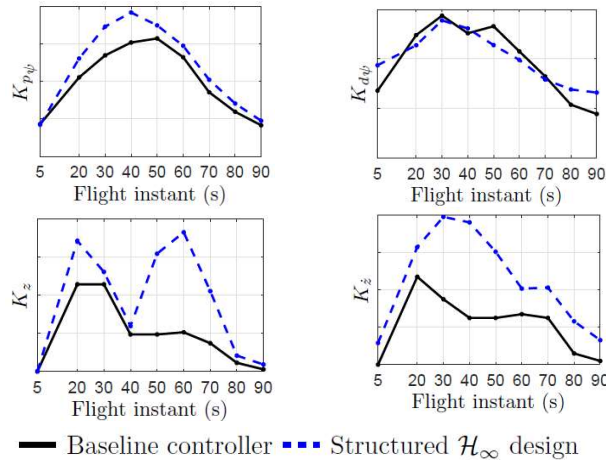 K_{pψ}
5 20 30 40 50 60 70 80 90
Flight instant (s)
K_{dψ}
5 20 30 40 50 60 70 80 90
Flight instant (s)
K_z
5 20 30 40 50 60 70 80 90
Flight instant (s)
K_ż
5 20 30 40 50 60 70 80 90
Flight instant (s)
Baseline controller Structured ℋ∞ design